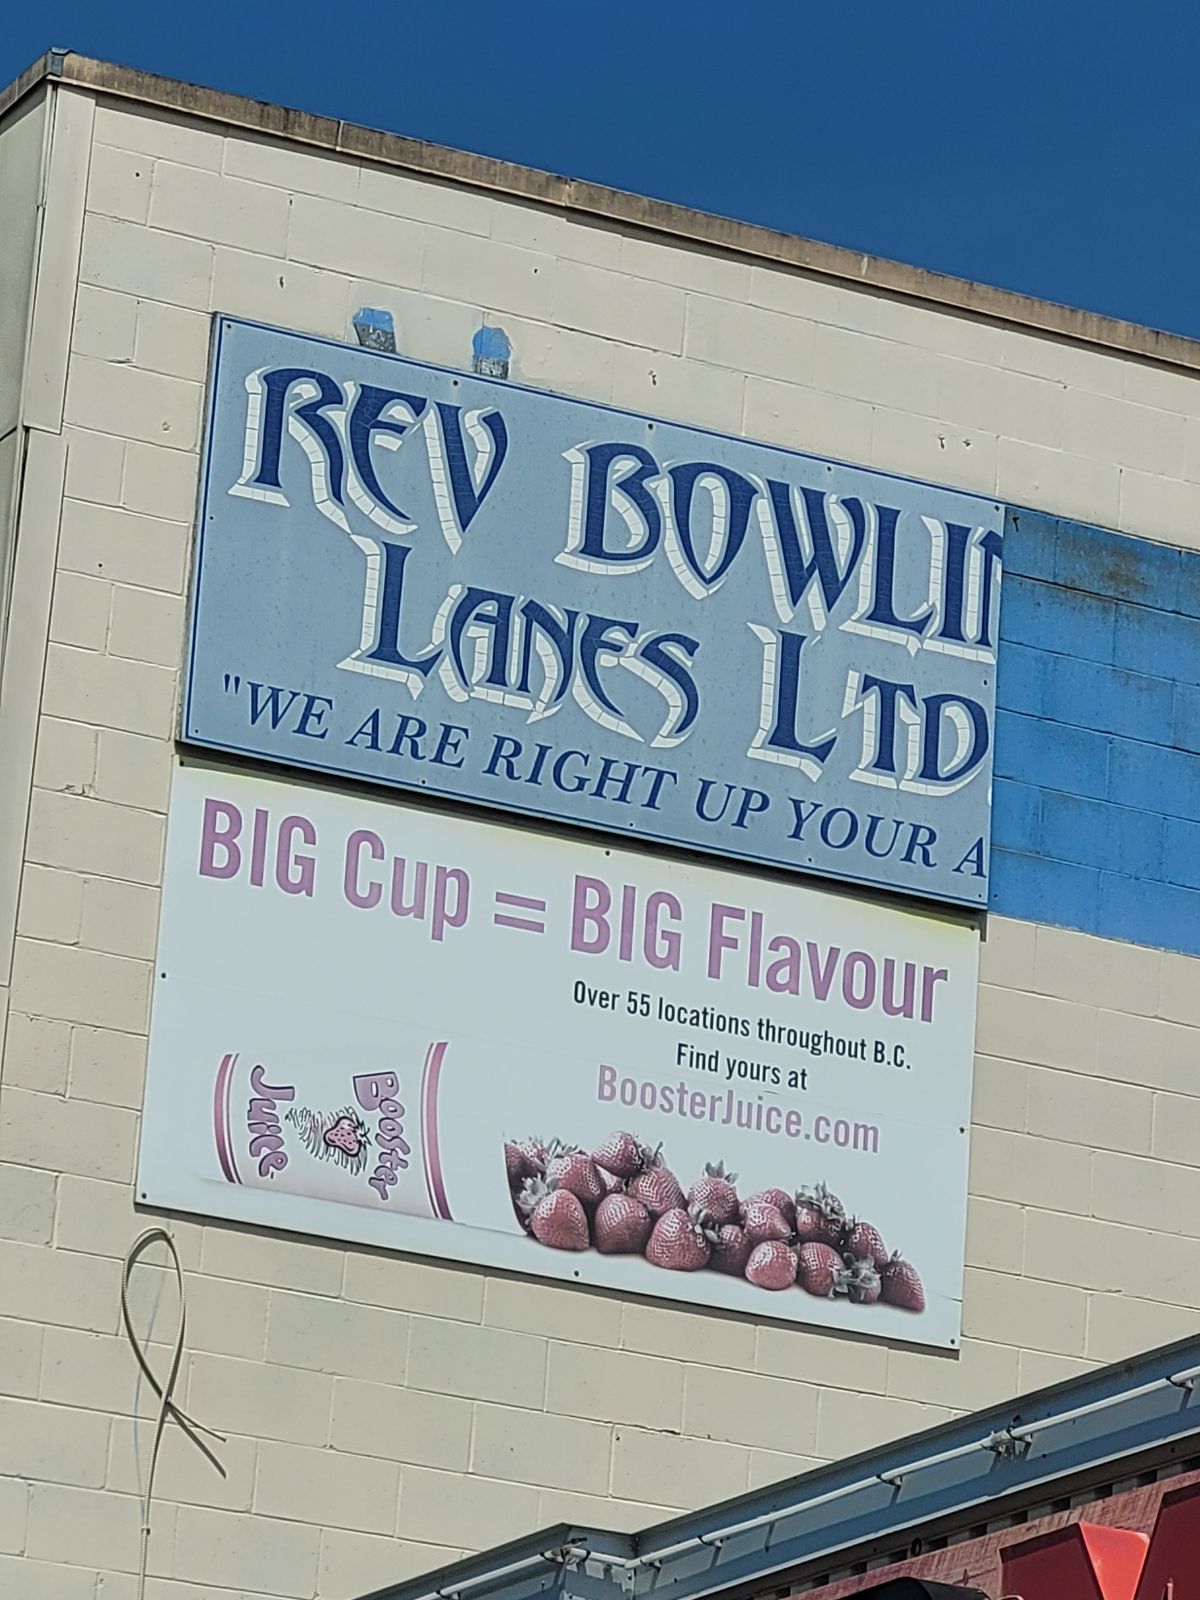 REV BOWLIN
LANES LTD
"WE ARE RIGHT UP YOUR A
BIG Cup = BIG Flavour
Over 55 locations throughout B.C.
Find yours at
BoosterJuice.com
Booster
Juice